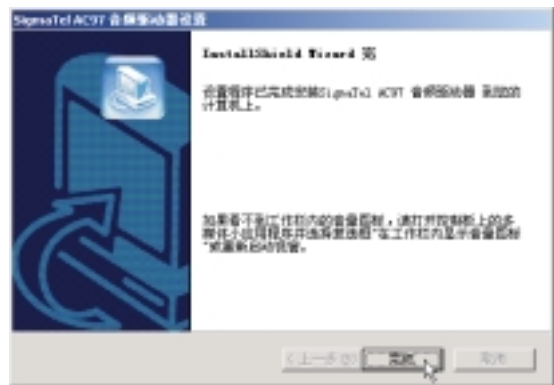 SigmaTel AC97 音频驱动器设置
InstallShield Wizard 完
设置程序已完成安装SigmaTel AC97 音频驱动器 到您的
计算机上。
如果看不到工作栏内的音量图标，请打开控制板上的多
媒体小应用程序并选择复选框"在工作栏内显示音量图标
"或重新启动机管。
< 上一步(B)
完成
取消